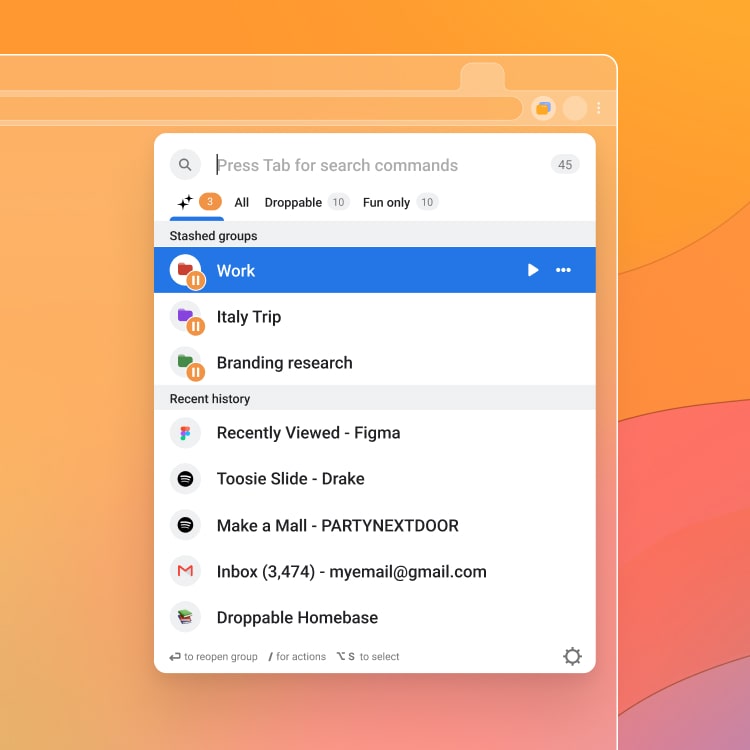 Press Tab for search commands
45
3 All Droppable 10 Fun only 10
Stashed groups
Work
Italy Trip
Branding research
Recent history
Recently Viewed - Figma
Toosie Slide - Drake
Make a Mall - PARTYNEXTDOOR
Inbox (3,474) - myemail@gmail.com
Droppable Homebase
↩ to reopen group / for actions ⌥ S to select